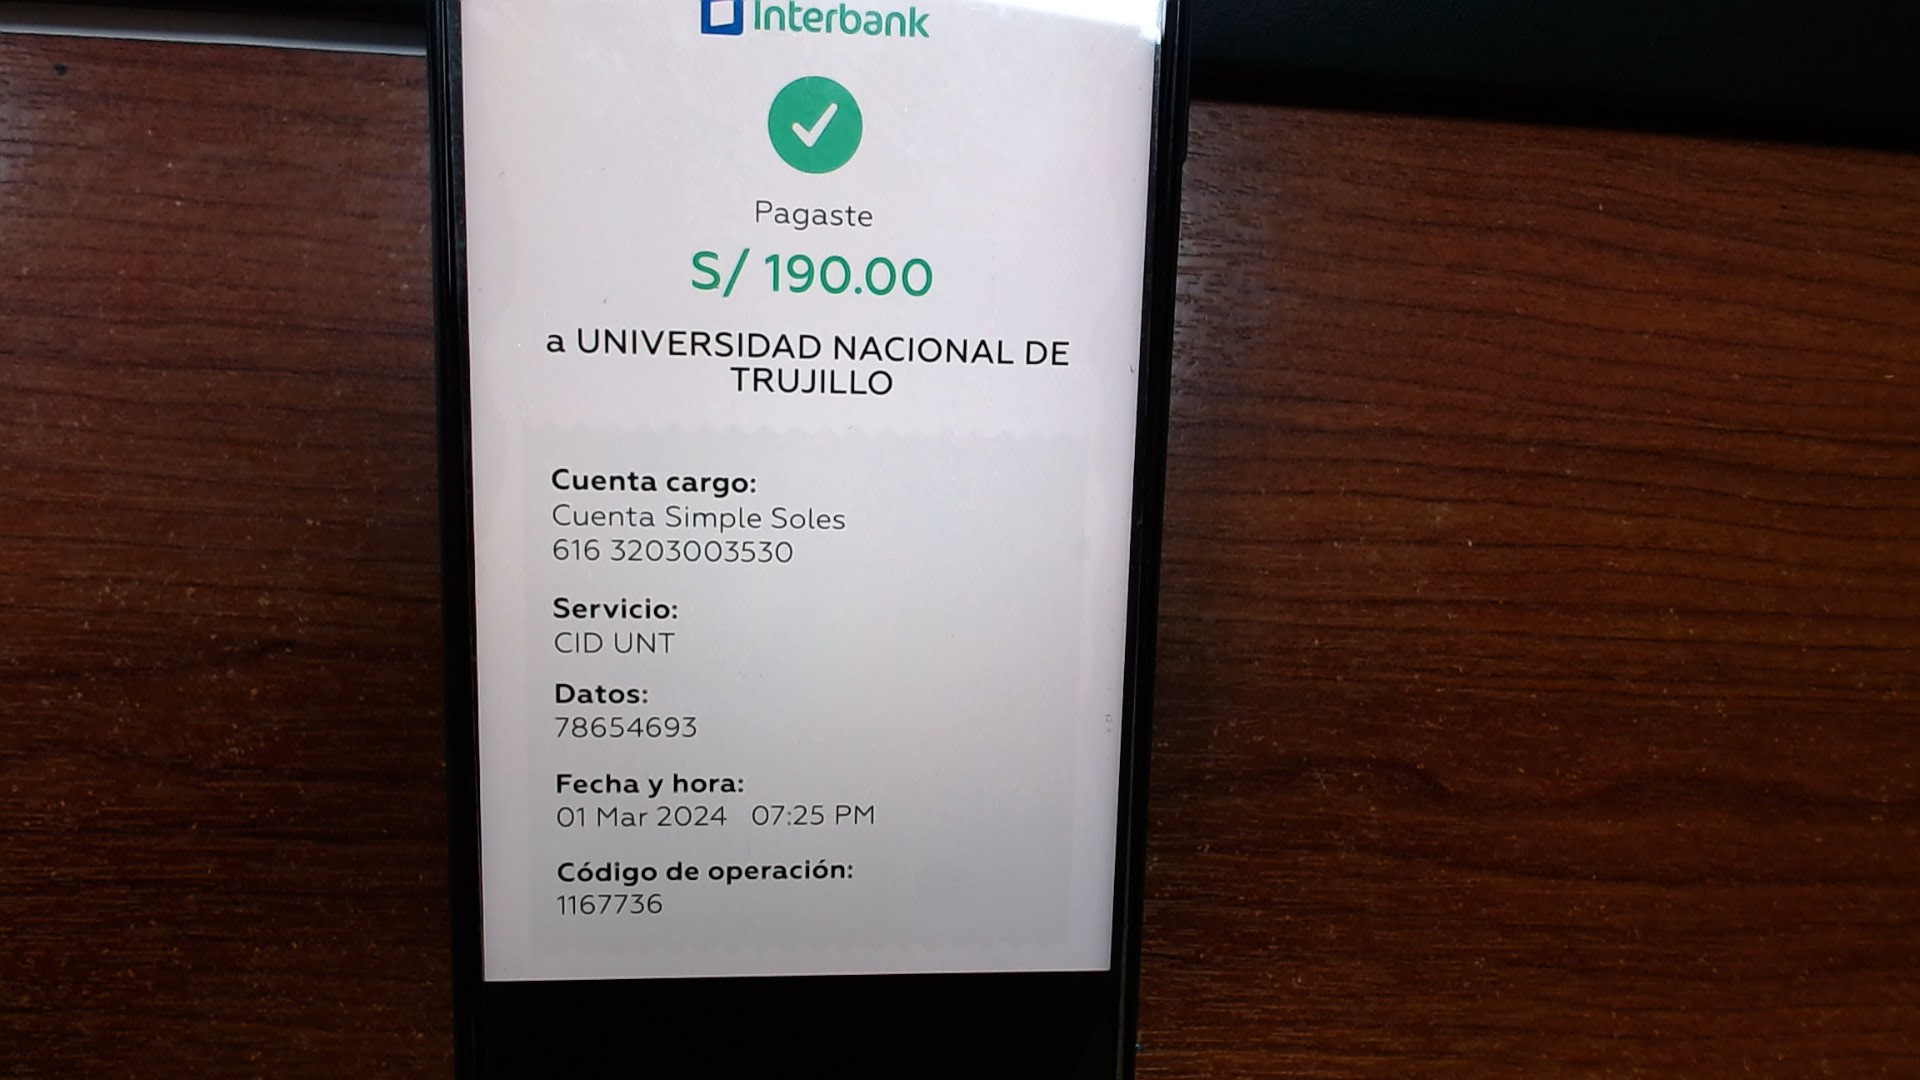 Interbank
Pagaste
S/ 190.00
a UNIVERSIDAD NACIONAL DE
TRUJILLO
Cuenta cargo:
Cuenta Simple Soles
616 3203003530
Servicio:
CID UNT
Datos:
78654693
Fecha y hora:
01 Mar 2024 07:25 PM
Código de operación:
1167736